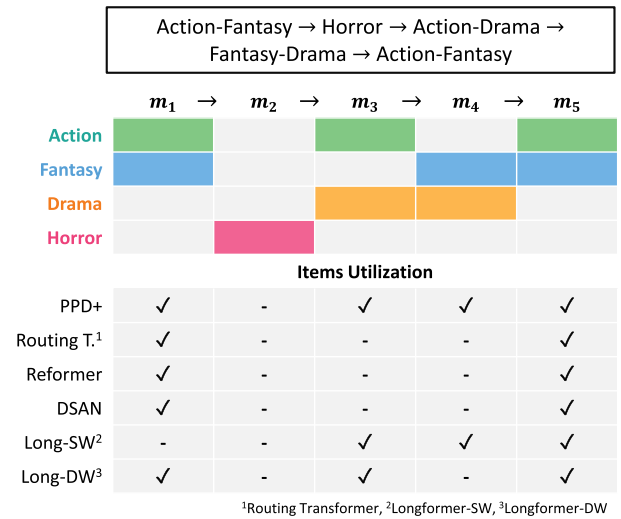 Action-Fantasy → Horror → Action-Drama →
Fantasy-Drama → Action-Fantasy
m₁ → m₂ → m₃ → m₄ → m₅
Action
Fantasy
Drama
Horror
Items Utilization
PPD+ ✓ - ✓ ✓ ✓
Routing T.¹ ✓ - - - ✓
Reformer ✓ - - - ✓
DSAN ✓ - - - ✓
Long-SW² - - ✓ ✓ ✓
Long-DW³ ✓ - ✓ - ✓
¹Routing Transformer, ²Longformer-SW, ³Longformer-DW